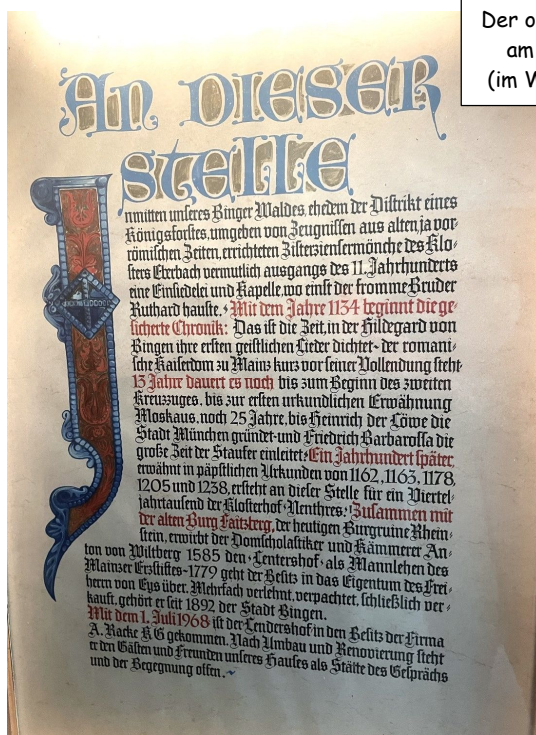 Der o
am
(im W
An DIESER
STELLE
Inmitten unseres Binger Waldes, ehedem der Distrikt eines
Königsforstes, umgeben von Zeugnissen aus alten, ja vor-
römischen Zeiten, errichteten Zisterziensermönche des Klo-
sters Eberbach vermutlich ausgangs des 11. Jahrhunderts
eine Einsiedelei und Kapelle, wo einst der fromme Bruder
Ruthard hauste. Mit dem Jahre 1134 beginnt die ge-
sicherte Chronik: Das ist die Zeit, in der Hildegard von
Bingen ihre ersten geistlichen Lieder dichtet - der romani-
sche Kaiserdom zu Mainz kurz vor seiner Vollendung steht-
13 Jahre dauert es noch bis zum Beginn des zweiten
Kreuzzuges, bis zur ersten urkundlichen Erwähnung
Moskaus, noch 25 Jahre, bis Heinrich der Löwe die
Stadt München gründet - und Friedrich Barbarossa die
große Zeit der Staufer einleitet. Ein Jahrhundert später,
erwähnt in päpstlichen Urkunden von 1162, 1163, 1178,
1205 und 1238, ersteht an dieser Stelle für ein Viertel-
jahrtausend der Klosterhof Nenthres. Zusammen mit
der alten Burg Faitzberg, der heutigen Burgruine Rhein-
stein, erwirbt der Domscholastiker und Kämmerer An-
ton von Wiltberg 1585 den Lentershof als Mannlehen des
Mainzer Erzstiftes - 1779 geht der Besitz in das Eigentum des Frei-
herrn von Eys über. Mehrfach verlehnt, verpachtet, schließlich ver-
kauft, gehört er seit 1892 der Stadt Bingen.
Mit dem 1. Juli 1968 ist der Lendershof in den Besitz der Firma
A. Racke KG gekommen. Nach Umbau und Renovierung steht
er den Gästen und Freunden unseres Hauses als Stätte des Gesprächs
und der Begegnung offen.